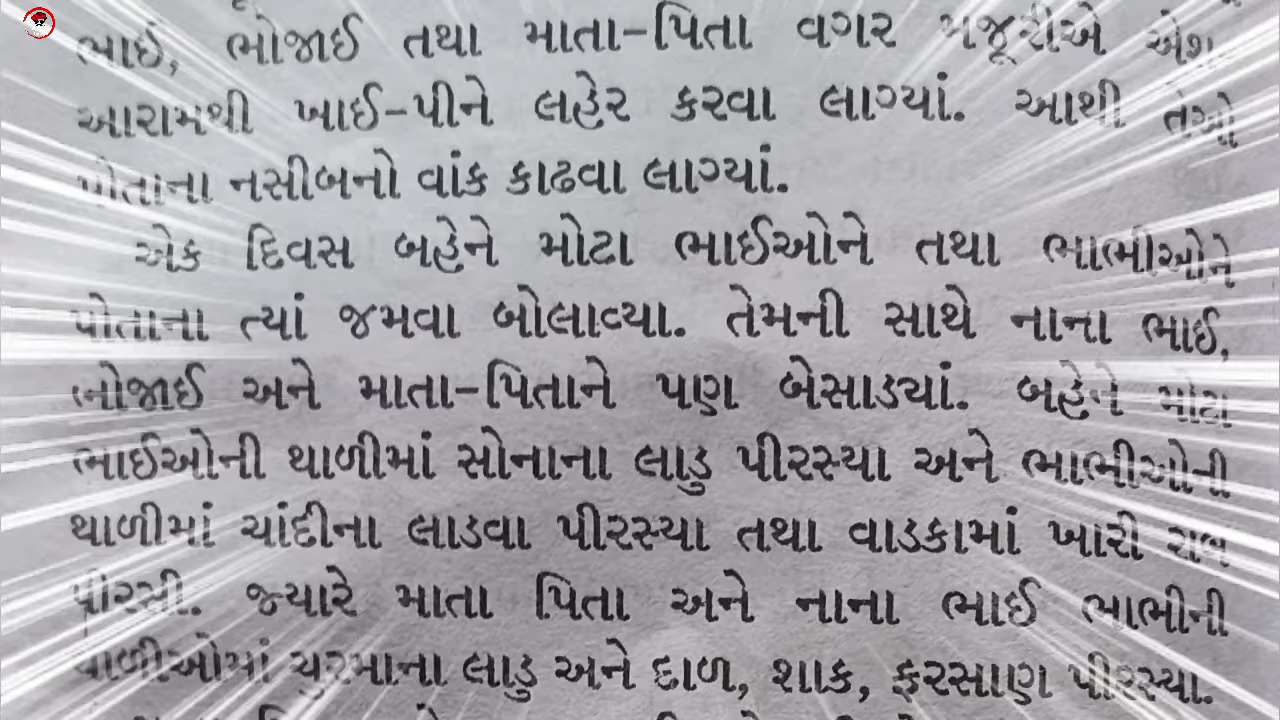 ભાઈ, ભોજાઈ તથા માતા-પિતા વગર મજૂરીએ એશ-
આરામથી ખાઈ-પીને લહેર કરવા લાગ્યાં. આથી તેઓ
પોતાના નસીબનો વાંક કાઢવા લાગ્યાં.
એક દિવસ બહેને મોટા ભાઈઓને તથા ભાભીઓને
પોતાના ત્યાં જમવા બોલાવ્યા. તેમની સાથે નાના ભાઈ,
ભોજાઈ અને માતા-પિતાને પણ બેસાડ્યાં. બહેને મોટા
ભાઈઓની થાળીમાં સોનાના લાડુ પીરસ્યા અને ભાભીઓની
થાળીમાં ચાંદીના લાડવા પીરસ્યા તથા વાડકામાં ખારી રાબ
પીરસી. જ્યારે માતા પિતા અને નાના ભાઈ ભાભીની
થાળીઓમાં ચુરમાના લાડુ અને દાળ, શાક, ફરસાણ પીરસ્યા.